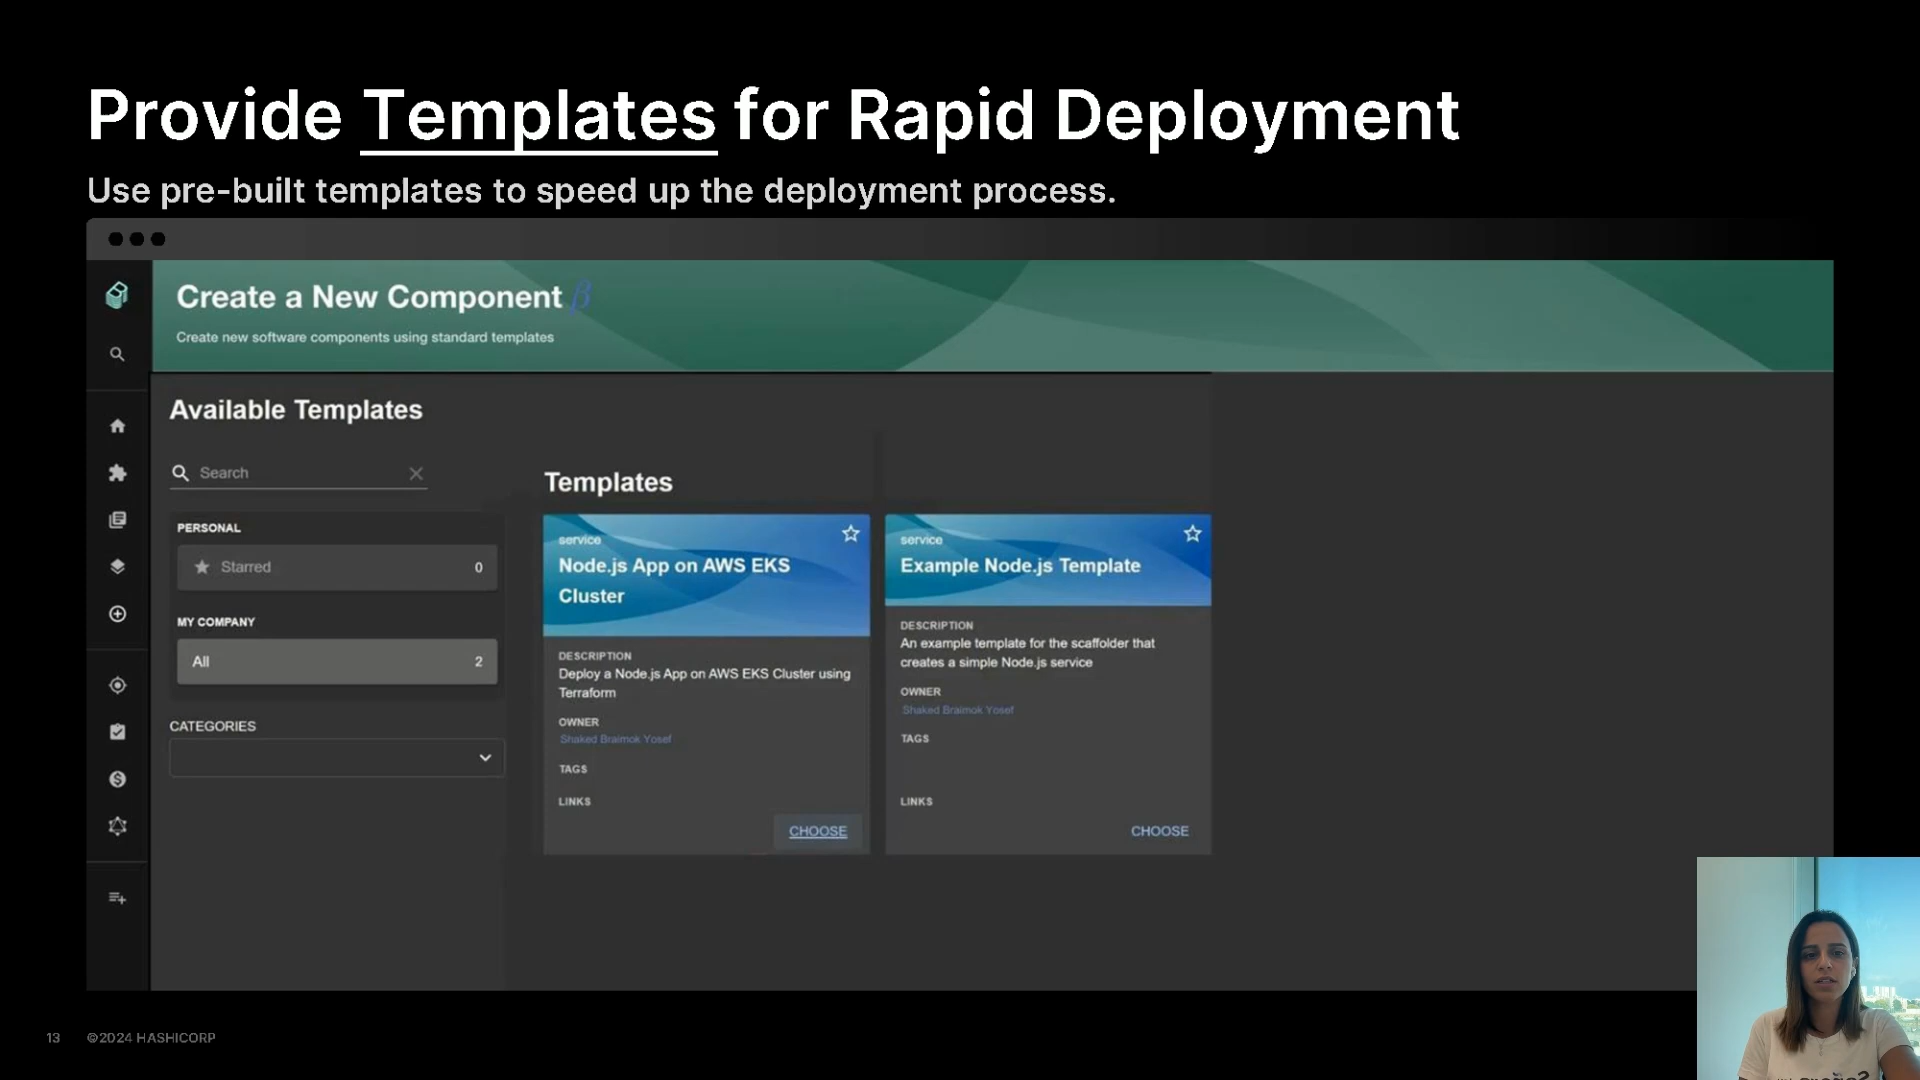 Provide Templates for Rapid Deployment
Use pre-built templates to speed up the deployment process.
Create a New Component β
Create new software components using standard templates
Available Templates
Search
PERSONAL
Starred 0
MY COMPANY
All 2
CATEGORIES
Templates
service
Node.js App on AWS EKS
Cluster
DESCRIPTION
Deploy a Node.js App on AWS EKS Cluster using
Terraform
OWNER
Shaked Braimok Yosef
TAGS
LINKS
CHOOSE
service
Example Node.js Template
DESCRIPTION
An example template for the scaffolder that
creates a simple Node.js service
OWNER
Shaked Braimok Yosef
TAGS
LINKS
CHOOSE
13 ©2024 HASHICORP